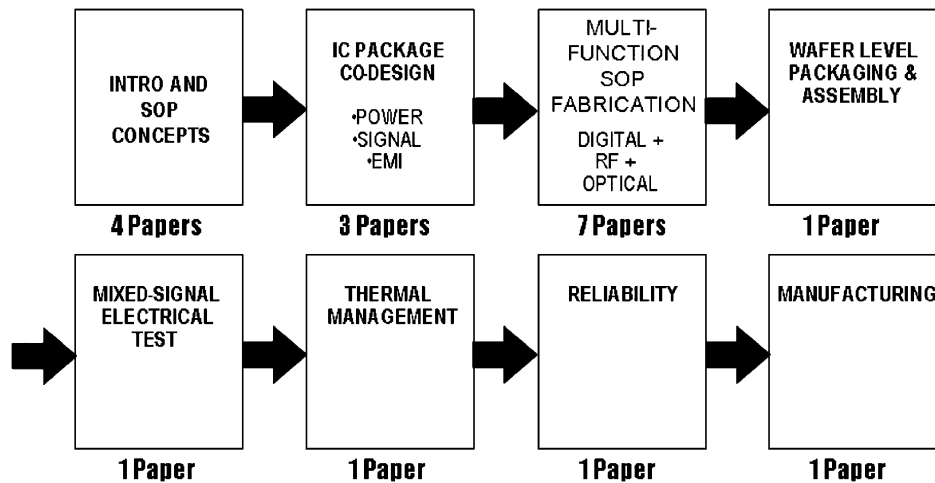 INTRO AND
SOP
CONCEPTS
4 Papers
IC PACKAGE
CO-DESIGN
•POWER
•SIGNAL
•EMI
3 Papers
MULTI-
FUNCTION
SOP
FABRICATION
DIGITAL +
RF +
OPTICAL
7 Papers
WAFER LEVEL
PACKAGING &
ASSEMBLY
1 Paper
MIXED-SIGNAL
ELECTRICAL
TEST
1 Paper
THERMAL
MANAGEMENT
1 Paper
RELIABILITY
1 Paper
MANUFACTURING
1 Paper